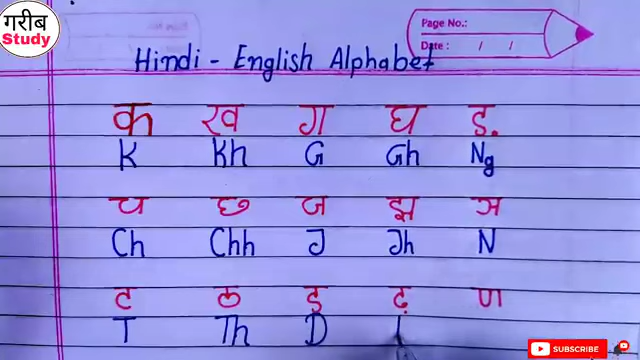 गरीब
Study
Page No.:
Date : / /
Hindi - English Alphabet
क ख ग घ ङ
K Kh G Gh Ng
च छ ज झ ञ
Ch Chh J Jh N
ट ठ ड ढ़ ण
T Th D
SUBSCRIBE